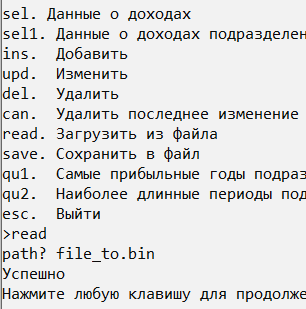 sel. Данные о доходах
sel1. Данные о доходах подразделен
ins.  Добавить
upd.  Изменить
del.  Удалить
can.  Удалить последнее изменение
read. Загрузить из файла
save. Сохранить в файл
qu1.  Самые прибыльные годы подраз
qu2.  Наиболее длинные периоды под
esc.  Выйти
>read
path? file_to.bin
Успешно
Нажмите любую клавишу для продолже